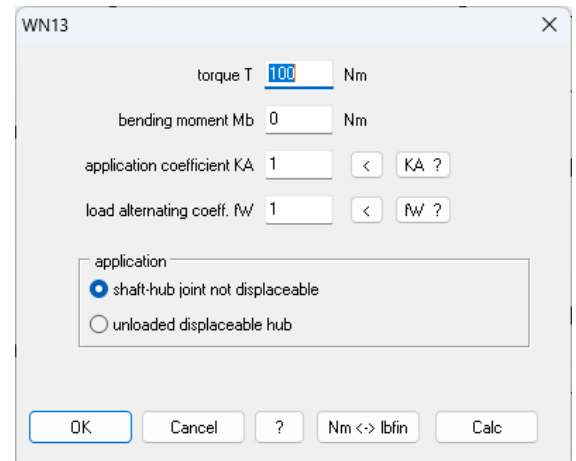 WN13
torque T 100 Nm
bending moment Mb 0 Nm
application coefficient KA 1 < KA ?
load alternating coeff. fW 1 < fW ?
application
shaft-hub joint not displaceable
unloaded displaceable hub
OK Cancel ? Nm <-> lbfin Calc